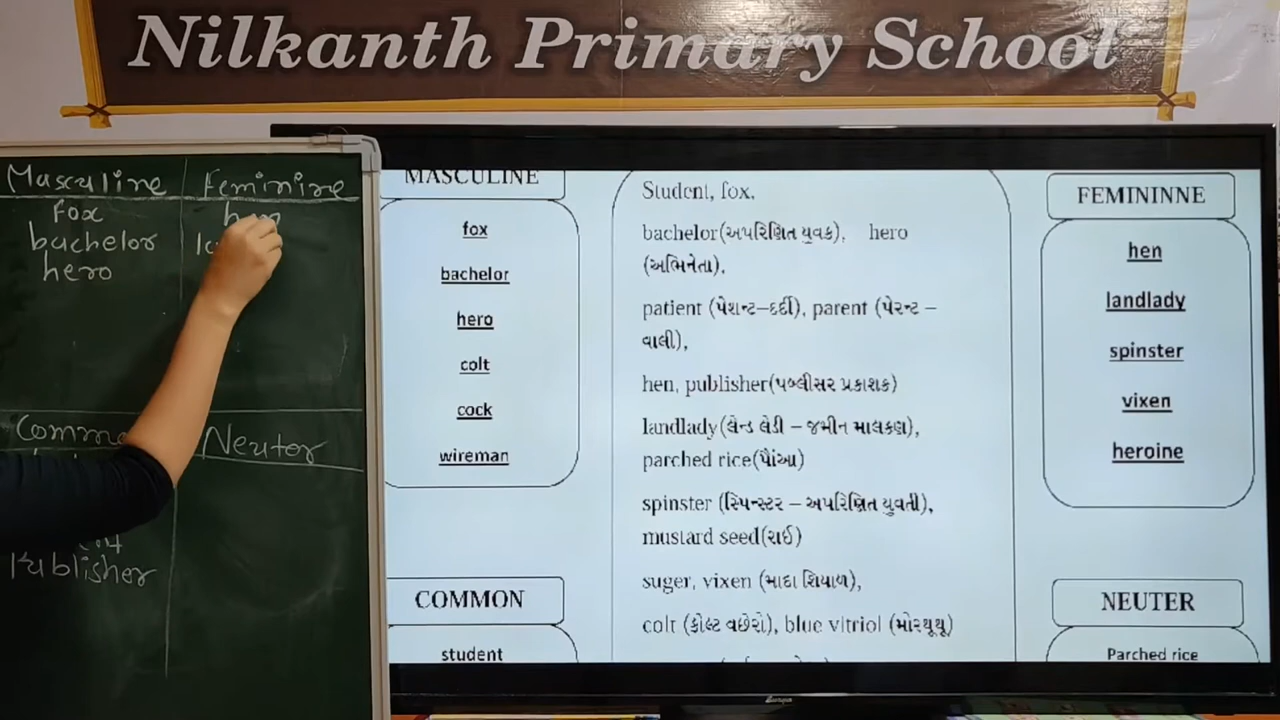 Nilkanth Primary School
Masculine Feminine
fox hen
bachelor
hero
Neutor
Publisher
MASCULINE
fox
bachelor
hero
colt
cock
wireman
COMMON
student
Student, fox.
bachelor(અપરિણિત યુવક), hero
(અભિનેતા),
patient (પેશન્ટ–દર્દી), parent (પેરન્ટ –
વાલી),
hen, publisher(પબ્લીસર પ્રકાશક)
landlady(લેન્ડ લેડી – જમીન માલકણ),
parched rice(પૌંઆ)
spinster (સ્પિન્સ્ટર – અપરિણિત યુવતી),
mustard seed(રાઈ)
suger, vixen (માદા શિયાળ),
colt (કોલ્ટ વછેરો), blue vitriol (મોરથૂથૂ)
FEMININNE
hen
landlady
spinster
vixen
heroine
NEUTER
Parched rice